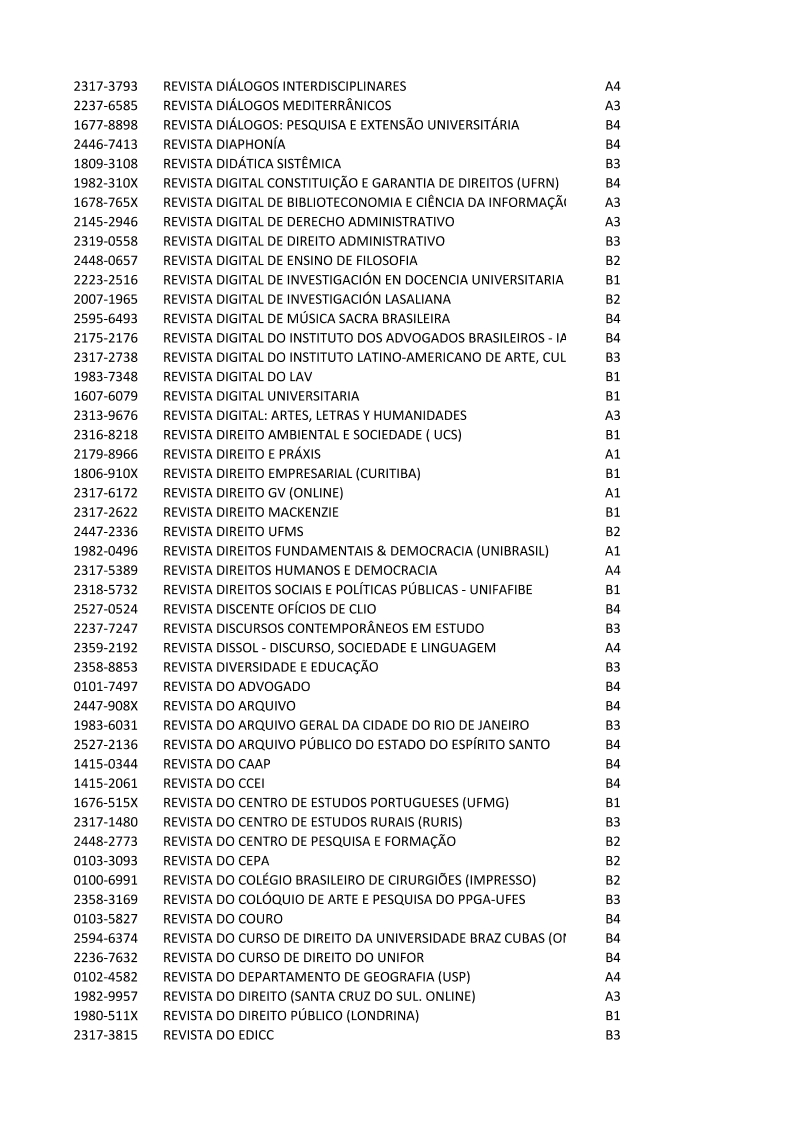 2317-3793 REVISTA DIÁLOGOS INTERDISCIPLINARES A4
2237-6585 REVISTA DIÁLOGOS MEDITERRÂNICOS A3
1677-8898 REVISTA DIÁLOGOS: PESQUISA E EXTENSÃO UNIVERSITÁRIA B4
2446-7413 REVISTA DIAPHONÍA B4
1809-3108 REVISTA DIDÁTICA SISTÊMICA B3
1982-310X REVISTA DIGITAL CONSTITUIÇÃO E GARANTIA DE DIREITOS (UFRN) B4
1678-765X REVISTA DIGITAL DE BIBLIOTECONOMIA E CIÊNCIA DA INFORMAÇÃO A3
2145-2946 REVISTA DIGITAL DE DERECHO ADMINISTRATIVO A3
2319-0558 REVISTA DIGITAL DE DIREITO ADMINISTRATIVO B3
2448-0657 REVISTA DIGITAL DE ENSINO DE FILOSOFIA B2
2223-2516 REVISTA DIGITAL DE INVESTIGACIÓN EN DOCENCIA UNIVERSITARIA B1
2007-1965 REVISTA DIGITAL DE INVESTIGACIÓN LASALIANA B2
2595-6493 REVISTA DIGITAL DE MÚSICA SACRA BRASILEIRA B4
2175-2176 REVISTA DIGITAL DO INSTITUTO DOS ADVOGADOS BRASILEIROS - IA B4
2317-2738 REVISTA DIGITAL DO INSTITUTO LATINO-AMERICANO DE ARTE, CUL B3
1983-7348 REVISTA DIGITAL DO LAV B1
1607-6079 REVISTA DIGITAL UNIVERSITARIA B1
2313-9676 REVISTA DIGITAL: ARTES, LETRAS Y HUMANIDADES A3
2316-8218 REVISTA DIREITO AMBIENTAL E SOCIEDADE ( UCS) B1
2179-8966 REVISTA DIREITO E PRÁXIS A1
1806-910X REVISTA DIREITO EMPRESARIAL (CURITIBA) B1
2317-6172 REVISTA DIREITO GV (ONLINE) A1
2317-2622 REVISTA DIREITO MACKENZIE B1
2447-2336 REVISTA DIREITO UFMS B2
1982-0496 REVISTA DIREITOS FUNDAMENTAIS & DEMOCRACIA (UNIBRASIL) A1
2317-5389 REVISTA DIREITOS HUMANOS E DEMOCRACIA A4
2318-5732 REVISTA DIREITOS SOCIAIS E POLÍTICAS PÚBLICAS - UNIFAFIBE B1
2527-0524 REVISTA DISCENTE OFÍCIOS DE CLIO B4
2237-7247 REVISTA DISCURSOS CONTEMPORÂNEOS EM ESTUDO B3
2359-2192 REVISTA DISSOL - DISCURSO, SOCIEDADE E LINGUAGEM A4
2358-8853 REVISTA DIVERSIDADE E EDUCAÇÃO B3
0101-7497 REVISTA DO ADVOGADO B4
2447-908X REVISTA DO ARQUIVO B4
1983-6031 REVISTA DO ARQUIVO GERAL DA CIDADE DO RIO DE JANEIRO B3
2527-2136 REVISTA DO ARQUIVO PÚBLICO DO ESTADO DO ESPÍRITO SANTO B4
1415-0344 REVISTA DO CAAP B4
1415-2061 REVISTA DO CCEI B4
1676-515X REVISTA DO CENTRO DE ESTUDOS PORTUGUESES (UFMG) B1
2317-1480 REVISTA DO CENTRO DE ESTUDOS RURAIS (RURIS) B3
2448-2773 REVISTA DO CENTRO DE PESQUISA E FORMAÇÃO B2
0103-3093 REVISTA DO CEPA B2
0100-6991 REVISTA DO COLÉGIO BRASILEIRO DE CIRURGIÕES (IMPRESSO) B2
2358-3169 REVISTA DO COLÓQUIO DE ARTE E PESQUISA DO PPGA-UFES B3
0103-5827 REVISTA DO COURO B4
2594-6374 REVISTA DO CURSO DE DIREITO DA UNIVERSIDADE BRAZ CUBAS (ON B4
2236-7632 REVISTA DO CURSO DE DIREITO DO UNIFOR B4
0102-4582 REVISTA DO DEPARTAMENTO DE GEOGRAFIA (USP) A4
1982-9957 REVISTA DO DIREITO (SANTA CRUZ DO SUL. ONLINE) A3
1980-511X REVISTA DO DIREITO PÚBLICO (LONDRINA) B1
2317-3815 REVISTA DO EDICC B3